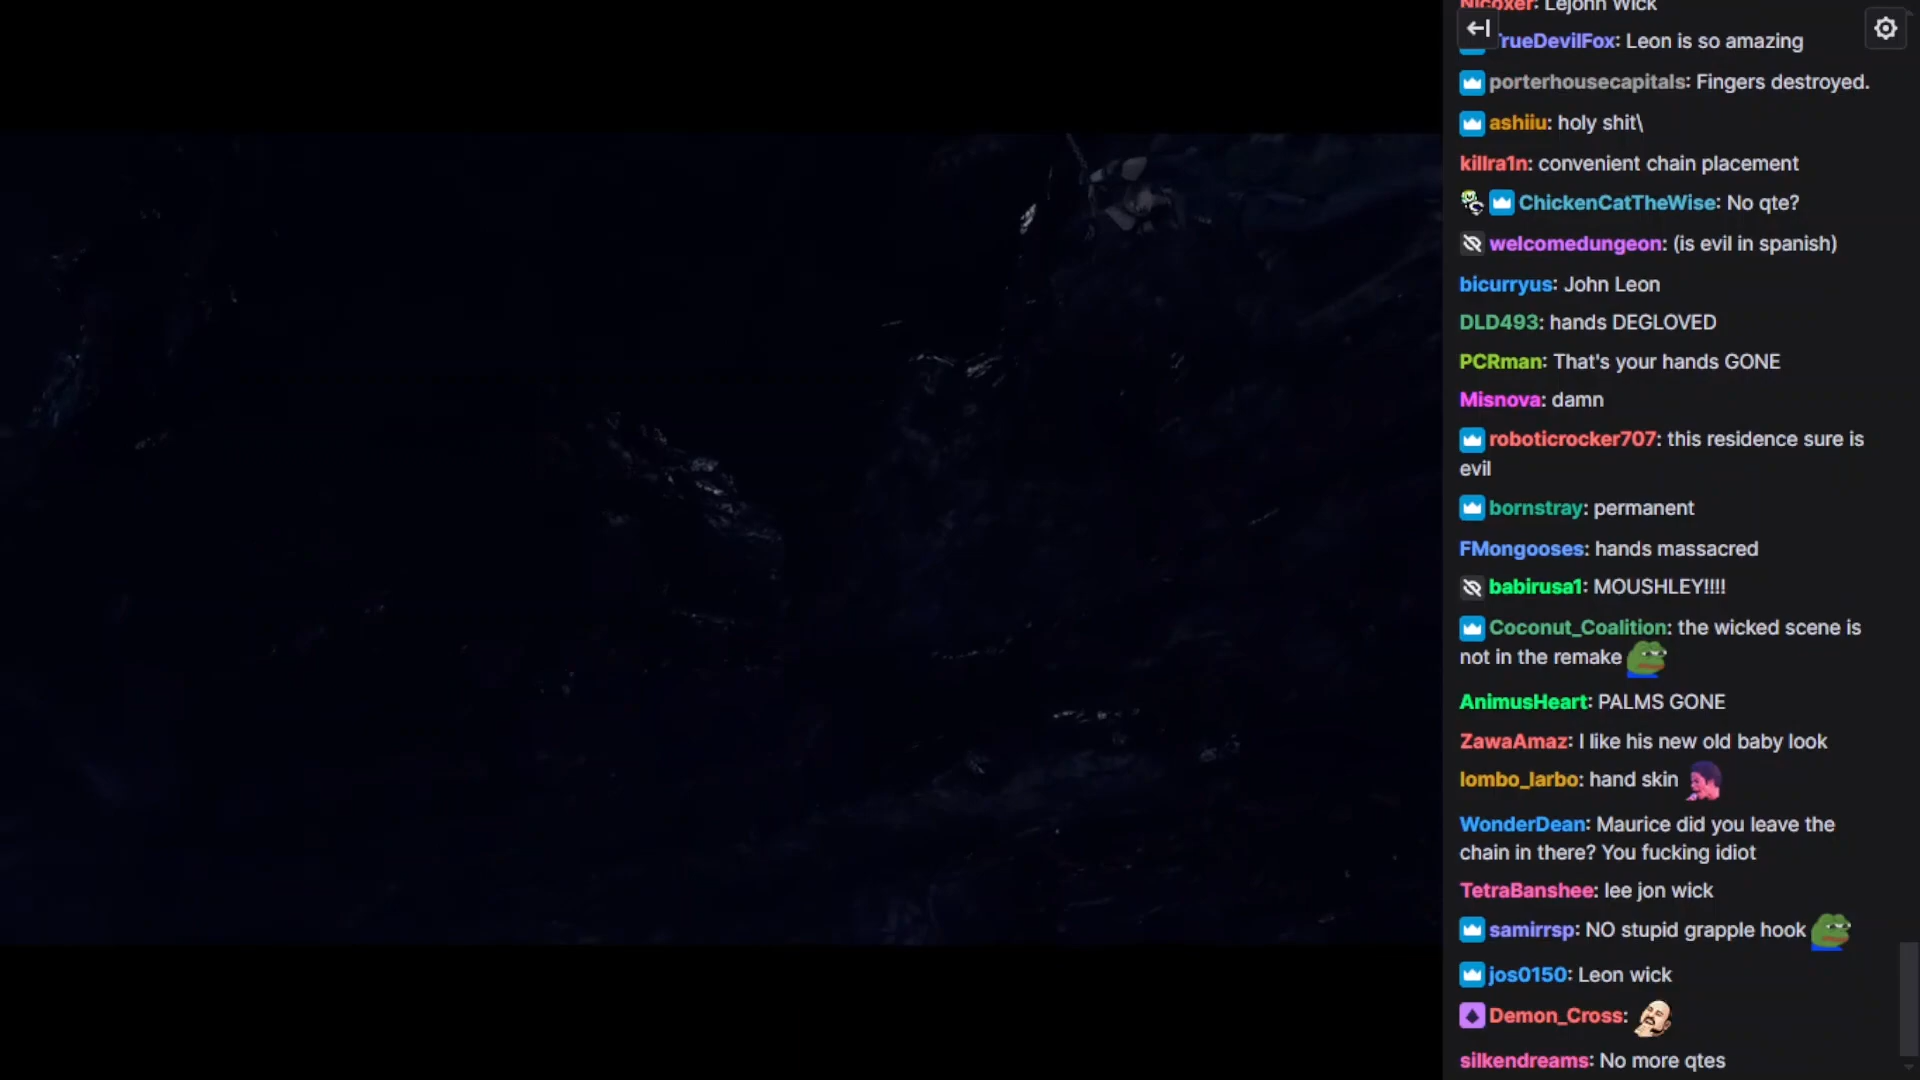 Nicoxer: Lejohn Wick
TrueDevilFox: Leon is so amazing
porterhousecapitals: Fingers destroyed.
ashiiu: holy shit\
killra1n: convenient chain placement
ChickenCatTheWise: No qte?
welcomedungeon: (is evil in spanish)
bicurryus: John Leon
DLD493: hands DEGLOVED
PCRman: That's your hands GONE
Misnova: damn
roboticrocker707: this residence sure is
evil
bornstray: permanent
FMongooses: hands massacred
babirusa1: MOUSHLEY!!!!
Coconut_Coalition: the wicked scene is
not in the remake
AnimusHeart: PALMS GONE
ZawaAmaz: I like his new old baby look
lombo_larbo: hand skin
WonderDean: Maurice did you leave the
chain in there? You fucking idiot
TetraBanshee: lee jon wick
samirrsp: NO stupid grapple hook
jos0150: Leon wick
Demon_Cross:
silkendreams: No more qtes